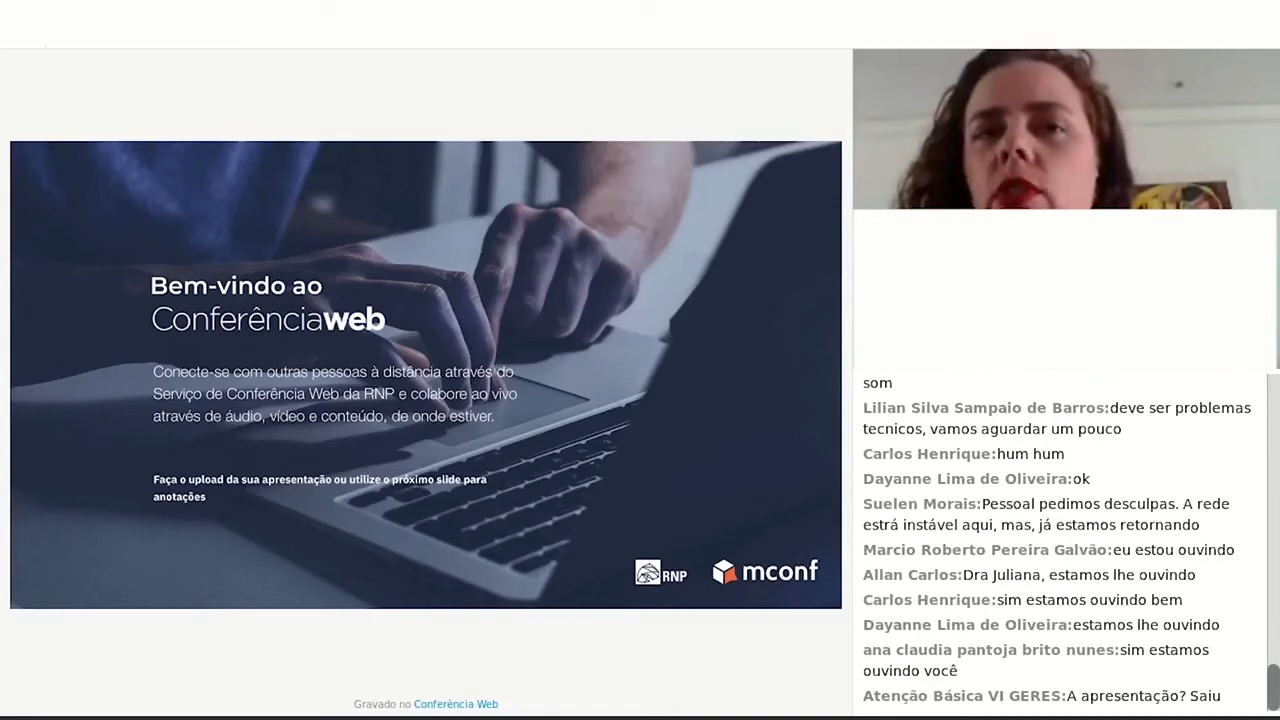 Bem-vindo ao
Conferênciaweb
Conecte-se com outras pessoas à distância através do
Serviço de Conferência Web da RNP e colabore ao vivo
através de áudio, vídeo e conteúdo, de onde estiver.
Faça o upload da sua apresentação ou utilize o próximo slide para
anotações
RNP
mconf
Gravado no Conferência Web
som
Lilian Silva Sampaio de Barros:deve ser problemas
tecnicos, vamos aguardar um pouco
Carlos Henrique:hum hum
Dayanne Lima de Oliveira:ok
Suelen Morais:Pessoal pedimos desculpas. A rede
estrá instável aqui, mas, já estamos retornando
Marcio Roberto Pereira Galvão:eu estou ouvindo
Allan Carlos:Dra Juliana, estamos lhe ouvindo
Carlos Henrique:sim estamos ouvindo bem
Dayanne Lima de Oliveira:estamos lhe ouvindo
ana claudia pantoja brito nunes:sim estamos
ouvindo você
Atenção Básica VI GERES:A apresentação? Saiu